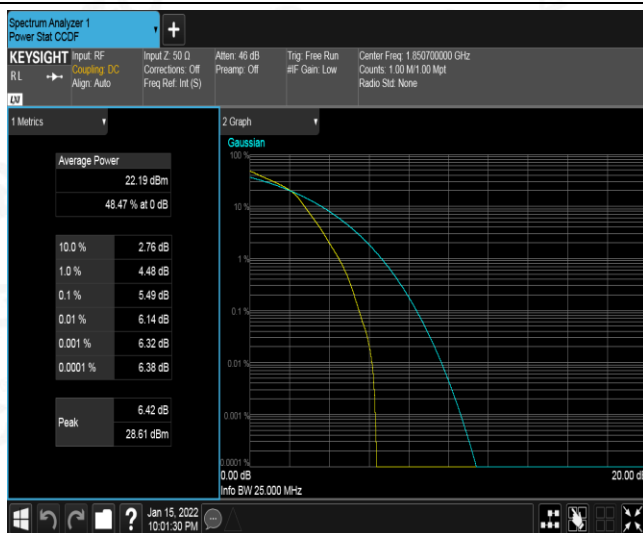 Spectrum Analyzer 1
Power Stat CCDF
+
KEYSIGHT
RL
LXI
Input: RF
Coupling: DC
Align: Auto
Input Z: 50 Ω
Corrections: Off
Freq Ref: Int (S)
Atten: 46 dB
Preamp: Off
Trig: Free Run
#IF Gain: Low
Center Freq: 1.850700000 GHz
Counts: 1.00 M/1.00 Mpt
Radio Std: None
1 Metrics
Average Power
22.19 dBm
48.47 % at 0 dB
10.0 % 2.76 dB
1.0 % 4.48 dB
0.1 % 5.49 dB
0.01 % 6.14 dB
0.001 % 6.32 dB
0.0001 % 6.38 dB
Peak
6.42 dB
28.61 dBm
2 Graph
Gaussian
100 %
10 %
1 %
0.1 %
0.01 %
0.001 %
0.0001 %
0.00 dB
20.00 d
Info BW 25.000 MHz
?
Jan 15, 2022
10:01:30 PM